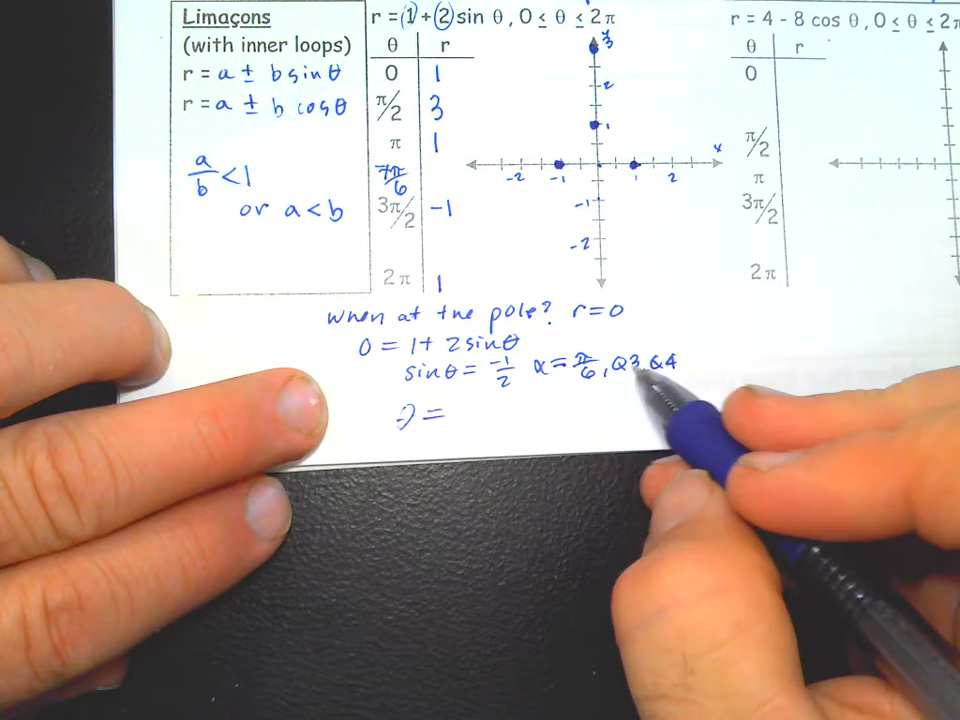 Limaçons
(with inner loops)
r = a ± b sin θ
r = a ± b cos θ
a/b < 1
or a < b
r = 1 + 2 sin θ, 0 ≤ θ ≤ 2π
θ r
0 1
π/2 3
π 1
7π/6
3π/2 -1
2π 1
3
2
1
x
-2 -1 1 2
-1
-2
r = 4 - 8 cos θ, 0 ≤ θ ≤ 2π
θ r
0
π/2
π
3π/2
2π
When at the pole? r = 0
0 = 1 + 2 sin θ
sin θ = -1/2 α = π/6, Q3, Q4
θ =